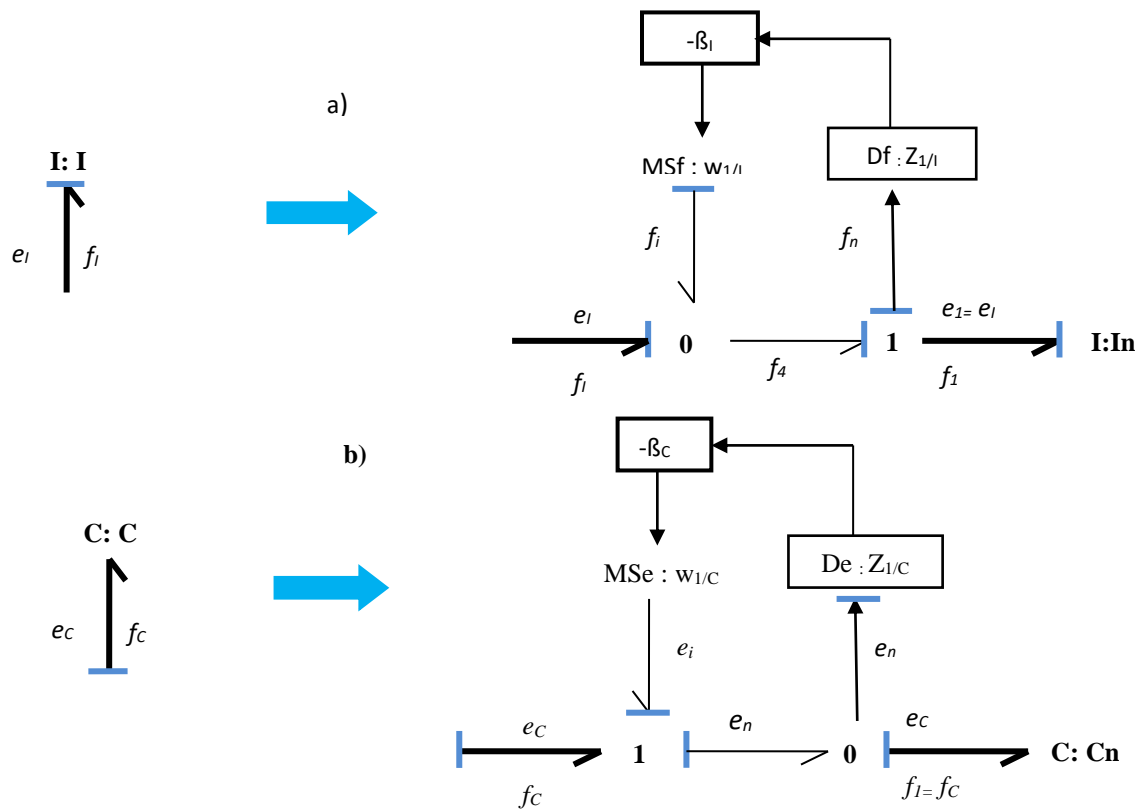 -ßI
a)
I: I
Df : Z1/I
MSf : w1/I
eI
fI
fi
fn
eI
0
1
e1= eI
I:In
fI
f4
f1
b)
-ßC
C: C
De : Z1/C
MSe : w1/C
eC
fC
ei
en
eC
1
en
0
eC
C: Cn
fC
f1= fC